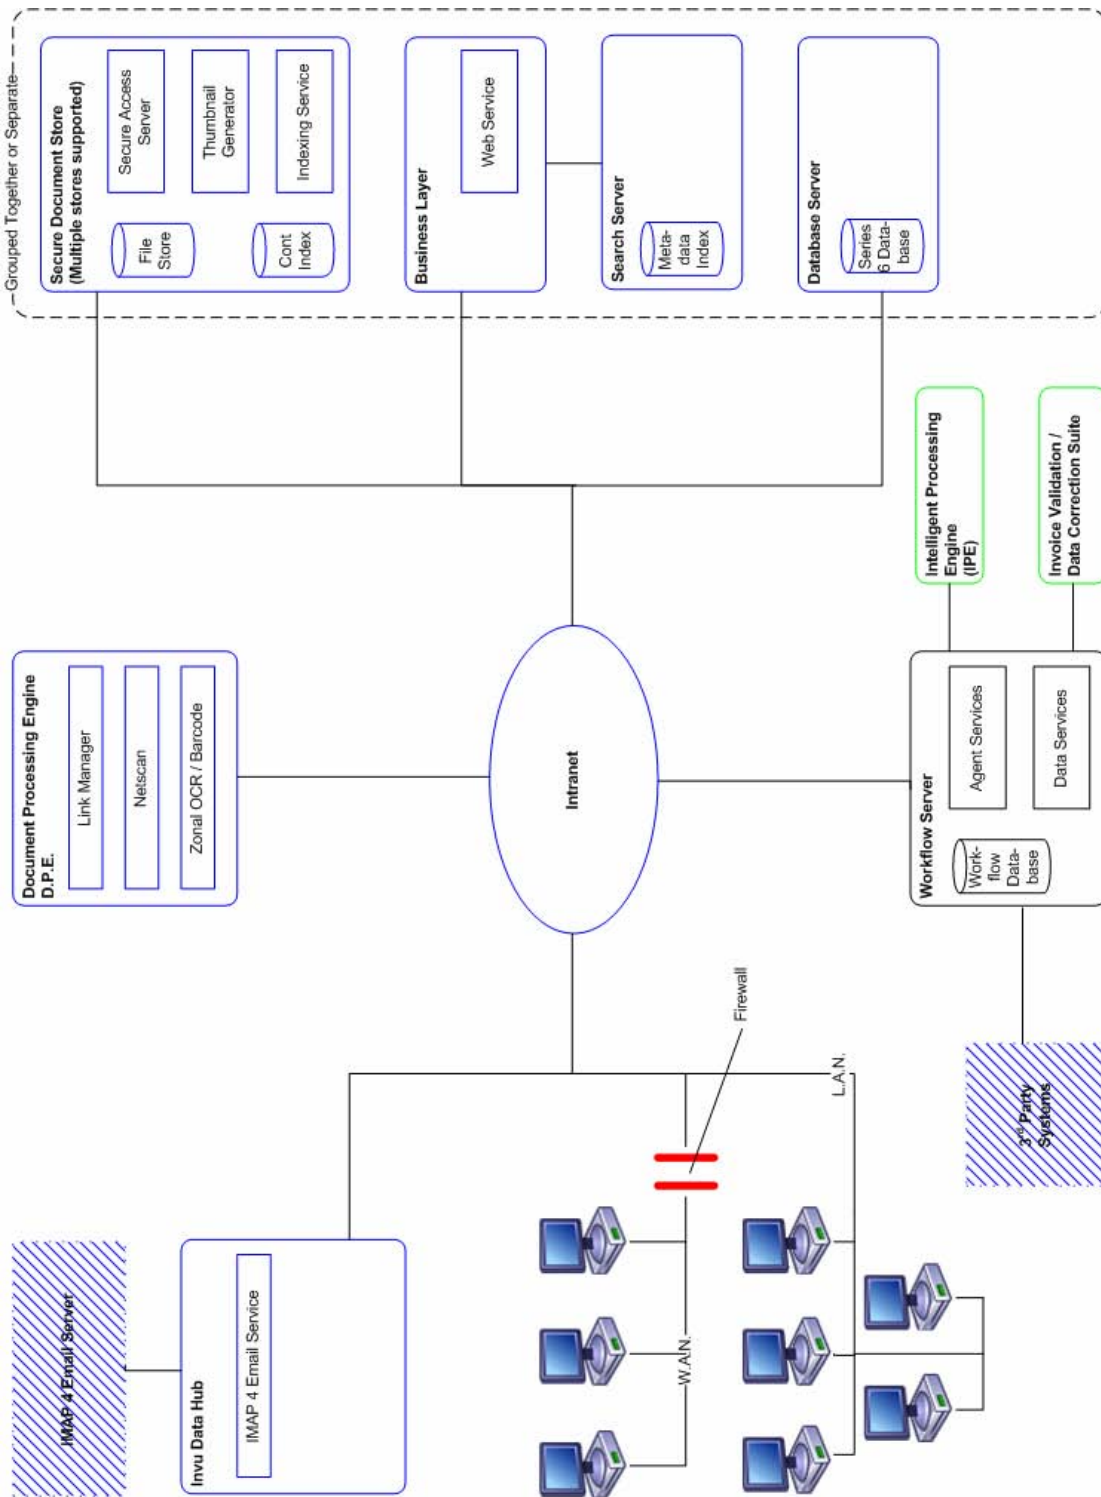 IMAP 4 Email Server
Invu Data Hub
IMAP 4 Email Service
W.A.N.
L.A.N.
Firewall
3rd Party
Systems
Document Processing Engine
D.P.E.
Link Manager
Netscan
Zonal OCR / Barcode
Intranet
Workflow Server
Work-
flow
Data-
base
Agent Services
Data Services
Intelligent Processing
Engine
(IPE)
Invoice Validation /
Data Correction Suite
Grouped Together or Separate
Secure Document Store
(Multiple stores supported)
File
Store
Cont
Index
Secure Access
Server
Thumbnail
Generator
Indexing Service
Business Layer
Web Service
Search Server
Meta-
data
Index
Database Server
Series
6 Data-
base